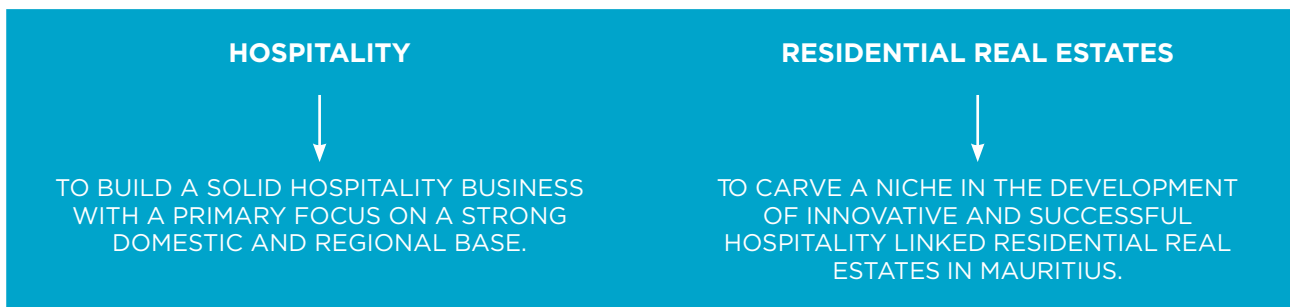 HOSPITALITY
TO BUILD A SOLID HOSPITALITY BUSINESS
WITH A PRIMARY FOCUS ON A STRONG
DOMESTIC AND REGIONAL BASE.
RESIDENTIAL REAL ESTATES
TO CARVE A NICHE IN THE DEVELOPMENT
OF INNOVATIVE AND SUCCESSFUL
HOSPITALITY LINKED RESIDENTIAL REAL
ESTATES IN MAURITIUS.